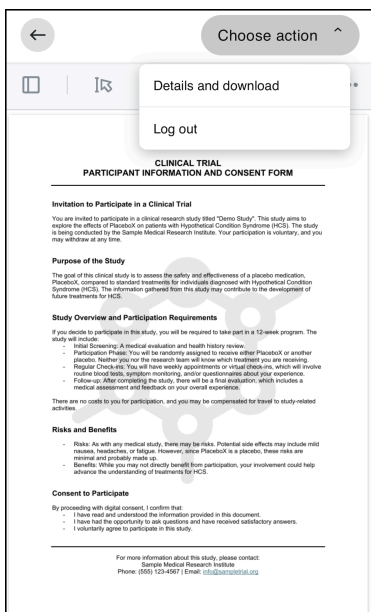 Choose action
Details and download
Log out
CLINICAL TRIAL
PARTICIPANT INFORMATION AND CONSENT FORM
Invitation to Participate in a Clinical Trial
You are invited to participate in a clinical research study titled "Demo Study". This study aims to
explore the effects of PlaceboX on patients with Hypothetical Condition Syndrome (HCS). The study
is being conducted by the Sample Medical Research Institute. Your participation is voluntary, and you
may withdraw at any time.
Purpose of the Study
The goal of this clinical study is to assess the safety and effectiveness of a placebo medication,
PlaceboX, compared to standard treatments for individuals diagnosed with Hypothetical Condition
Syndrome (HCS). The information gathered from this study may contribute to the development of
future treatments for HCS.
Study Overview and Participation Requirements
If you decide to participate in this study, you will be required to take part in a 12-week program. The
study will include:
- Initial Screening: A medical evaluation and health history review.
- Participation Phase: You will be randomly assigned to receive either PlaceboX or another
placebo. Neither you nor the research team will know which treatment you are receiving.
- Regular Check-ins: You will have weekly appointments or virtual check-ins, which will involve
routine blood tests, symptom monitoring, and/or questionnaires about your experience.
- Follow-up: After completing the study, there will be a final evaluation, which includes a
medical assessment and feedback on your overall experience.
There are no costs to you for participation, and you may be compensated for travel to study-related
activities.
Risks and Benefits
- Risks: As with any medical study, there may be risks. Potential side effects may include mild
nausea, headaches, or fatigue. However, since PlaceboX is a placebo, these risks are
minimal and probably made up.
- Benefits: While you may not directly benefit from participation, your involvement could help
advance the understanding of treatments for HCS.
Consent to Participate
By proceeding with digital consent, I confirm that:
- I have read and understood the information provided in this document.
- I have had the opportunity to ask questions and have received satisfactory answers.
- I voluntarily agree to participate in this study.
For more information about this study, please contact:
Sample Medical Research Institute
Phone: (555) 123-4567 | Email: info@sampletrial.org